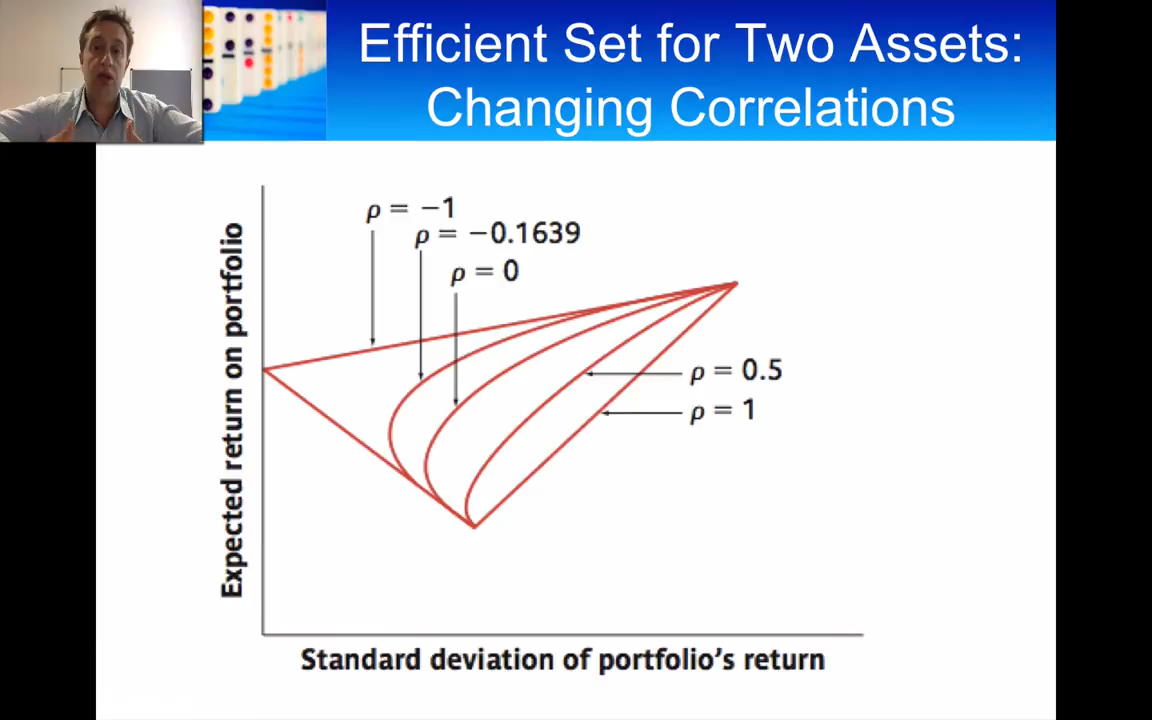 Efficient Set for Two Assets:
Changing Correlations
ρ = −1
ρ = −0.1639
ρ = 0
ρ = 0.5
ρ = 1
Expected return on portfolio
Standard deviation of portfolio's return